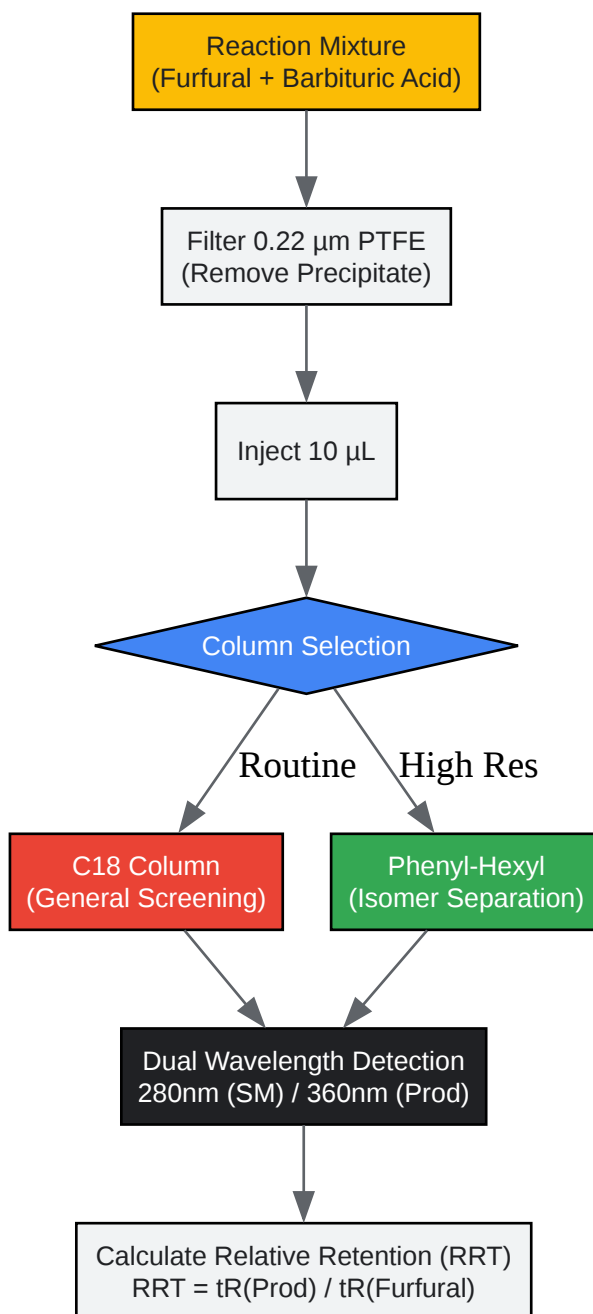 Reaction Mixture
(Furfural + Barbituric Acid)
Filter 0.22 µm PTFE
(Remove Precipitate)
Inject 10 µL
Column Selection
Routine
High Res
C18 Column
(General Screening)
Phenyl-Hexyl
(Isomer Separation)
Dual Wavelength Detection
280nm (SM) / 360nm (Prod)
Calculate Relative Retention (RRT)
RRT = tR(Prod) / tR(Furfural)